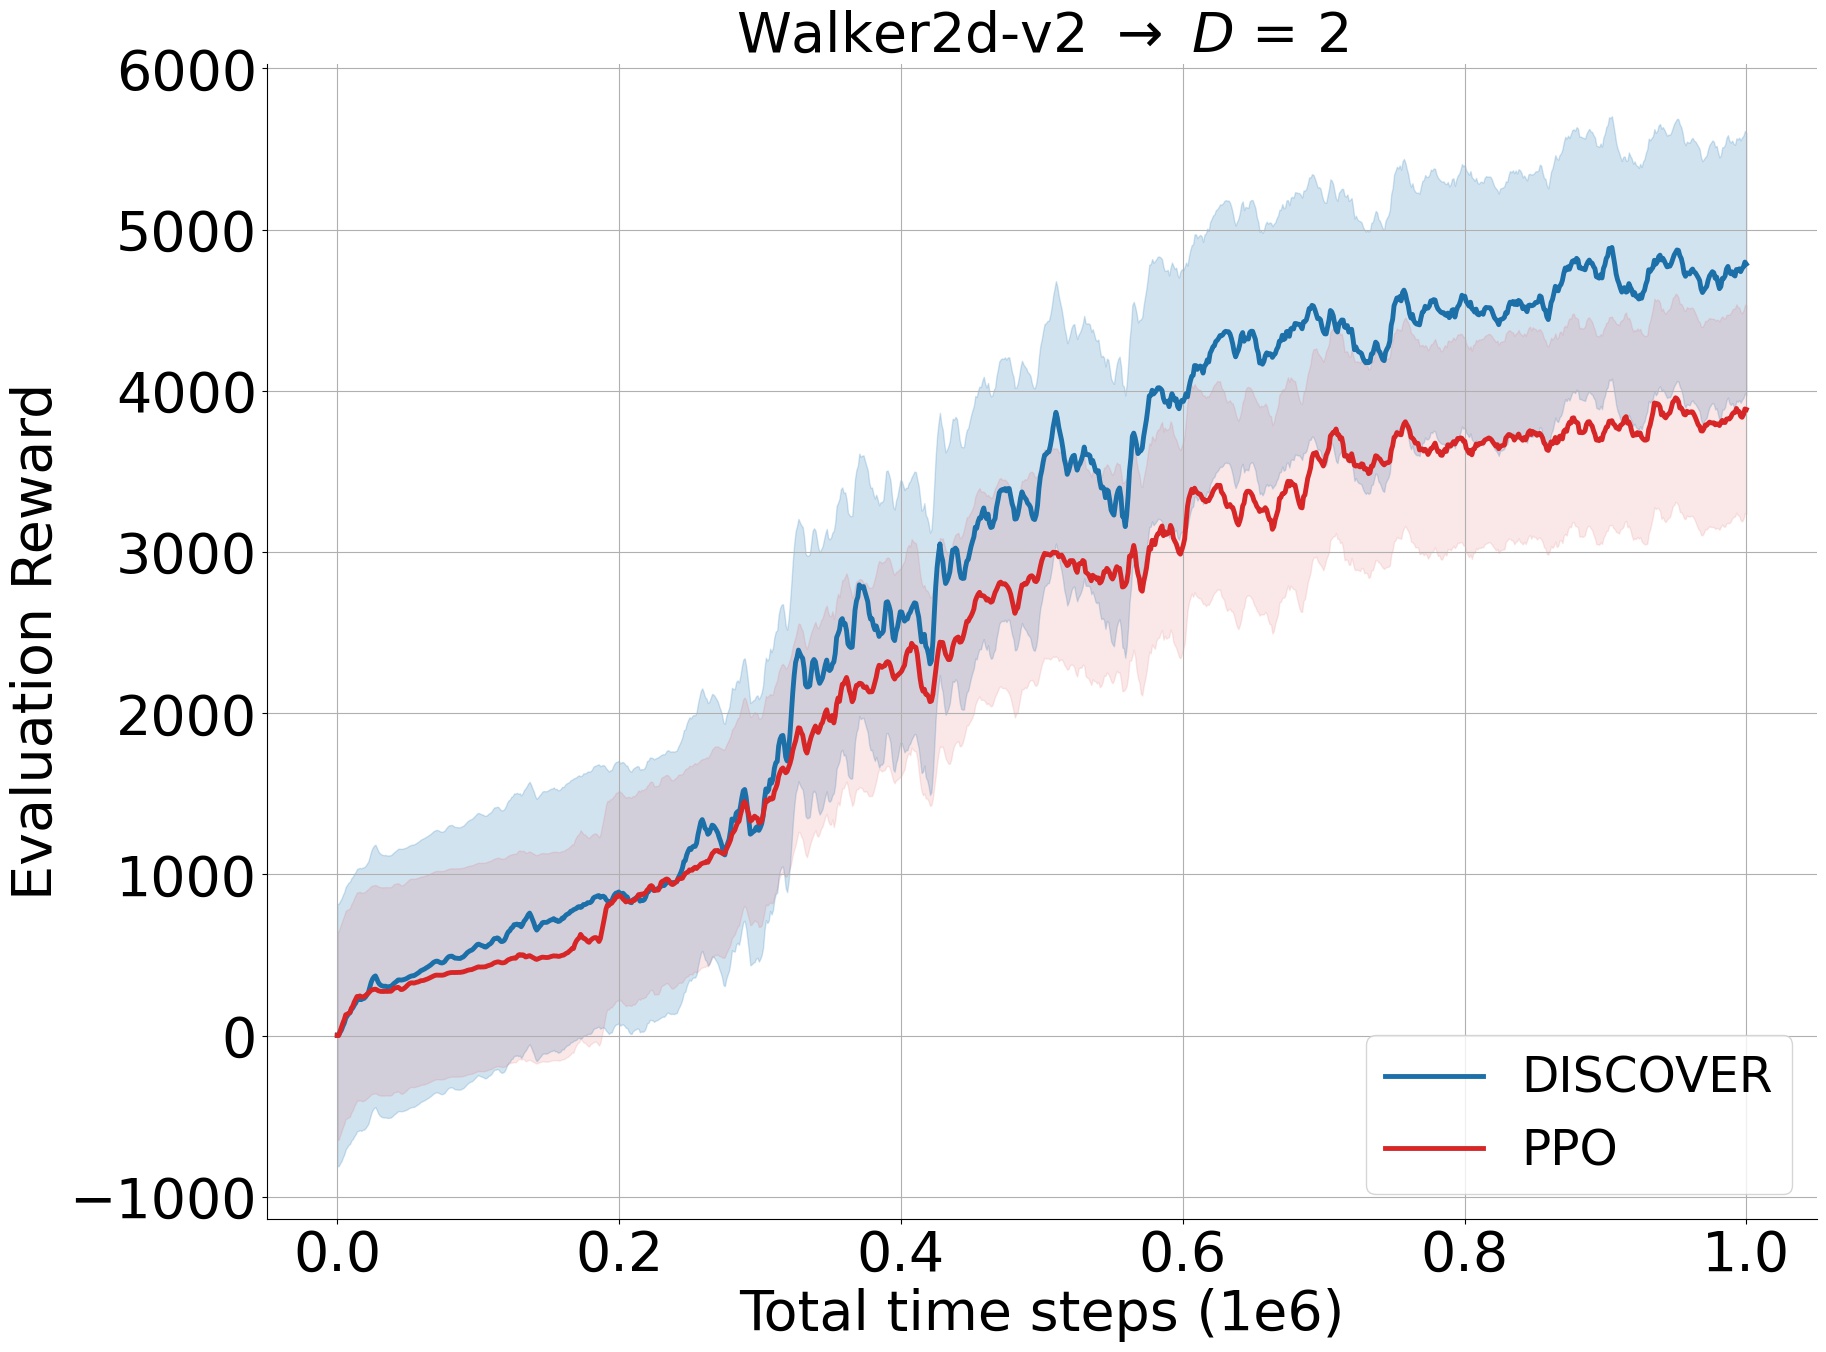 Walker2d-v2 → D = 2
6000
5000
4000
3000
2000
1000
0
−1000
Evaluation Reward
0.0 0.2 0.4 0.6 0.8 1.0
Total time steps (1e6)
DISCOVER
PPO